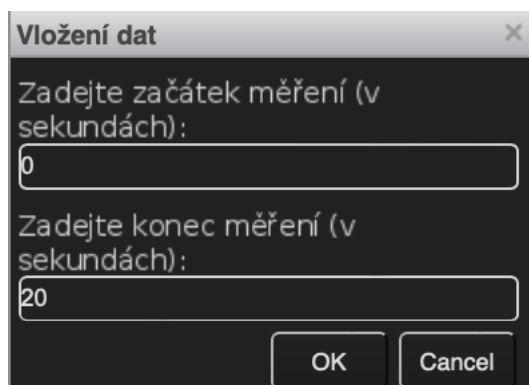 Vložení dat
×
Zadejte začátek měření (v
sekundách):
0
Zadejte konec měření (v
sekundách):
20
OK
Cancel